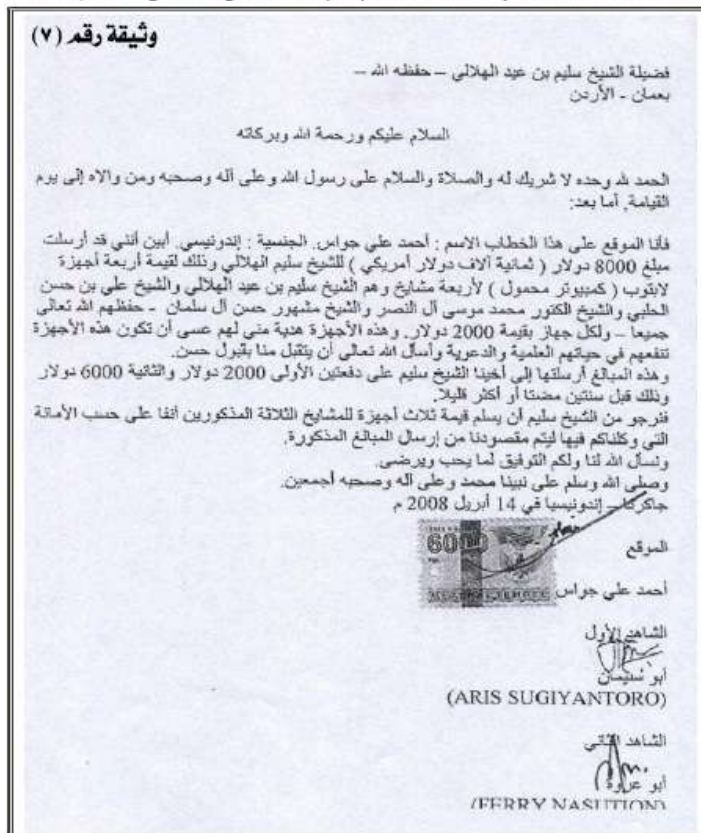 وثيقة رقم (٧)
فضيلة الشيخ سليم بن عيد الهلالي – حفظه الله –
بعمان - الأردن
السلام عليكم ورحمة الله وبركاته
الحمد لله وحده لا شريك له والصلاة والسلام على رسول الله وعلى آله وصحبه ومن والاه إلى يوم
القيامة, أما بعد:
فأنا الموقع على هذا الخطاب الاسم : أحمد علي جواس. الجنسية : إندونيسي. أبين أنني قد أرسلت
مبلغ 8000 دولار ( ثمانية آلاف دولار أمريكي ) للشيخ سليم الهلالي وذلك لقيمة أربعة أجهزة
لابتوب ( كمبيوتر محمول ) لأربعة مشايخ وهم الشيخ سليم بن عيد الهلالي والشيخ علي بن حسن
الحلبي والشيخ الكتور محمد موسى آل النصر والشيخ مشهور حسن آل سلمان - حفظهم الله تعالى
جميعا – ولكل جهاز بقيمة 2000 دولار. وهذه الأجهزة هدية مني لهم عسى أن تكون هذه الأجهزة
تنفعهم في حياتهم العلمية والدعوية وأسأل الله تعالى أن يتقبل منا بقبول حسن.
وهذه المبالغ أرسلتها إلى أخينا الشيخ سليم على دفعتين الأولى 2000 دولار والثانية 6000 دولار
وذلك قبل سنتين مضتا أو أكثر قليلا.
فنرجو من الشيخ سليم أن يسلم قيمة ثلاث أجهزة للمشايخ الثلاثة المذكورين آنفا على حسب الأمانة
التي وكلناكم فيها ليتم مقصودنا من إرسال المبالغ المذكورة.
ونسأل الله لنا ولكم التوفيق لما يحب ويرضى.
وصلى الله وسلم على نبينا محمد وعلى آله وصحبه أجمعين.
جاكرتا – إندونيسيا في 14 أبريل 2008 م
6000
الموقع
أحمد علي جواس
الشاهد الأول
أبو سليمان
(ARIS SUGIYANTORO)
الشاهد الثاني
أبو عروة
(FERRY NASUTION)